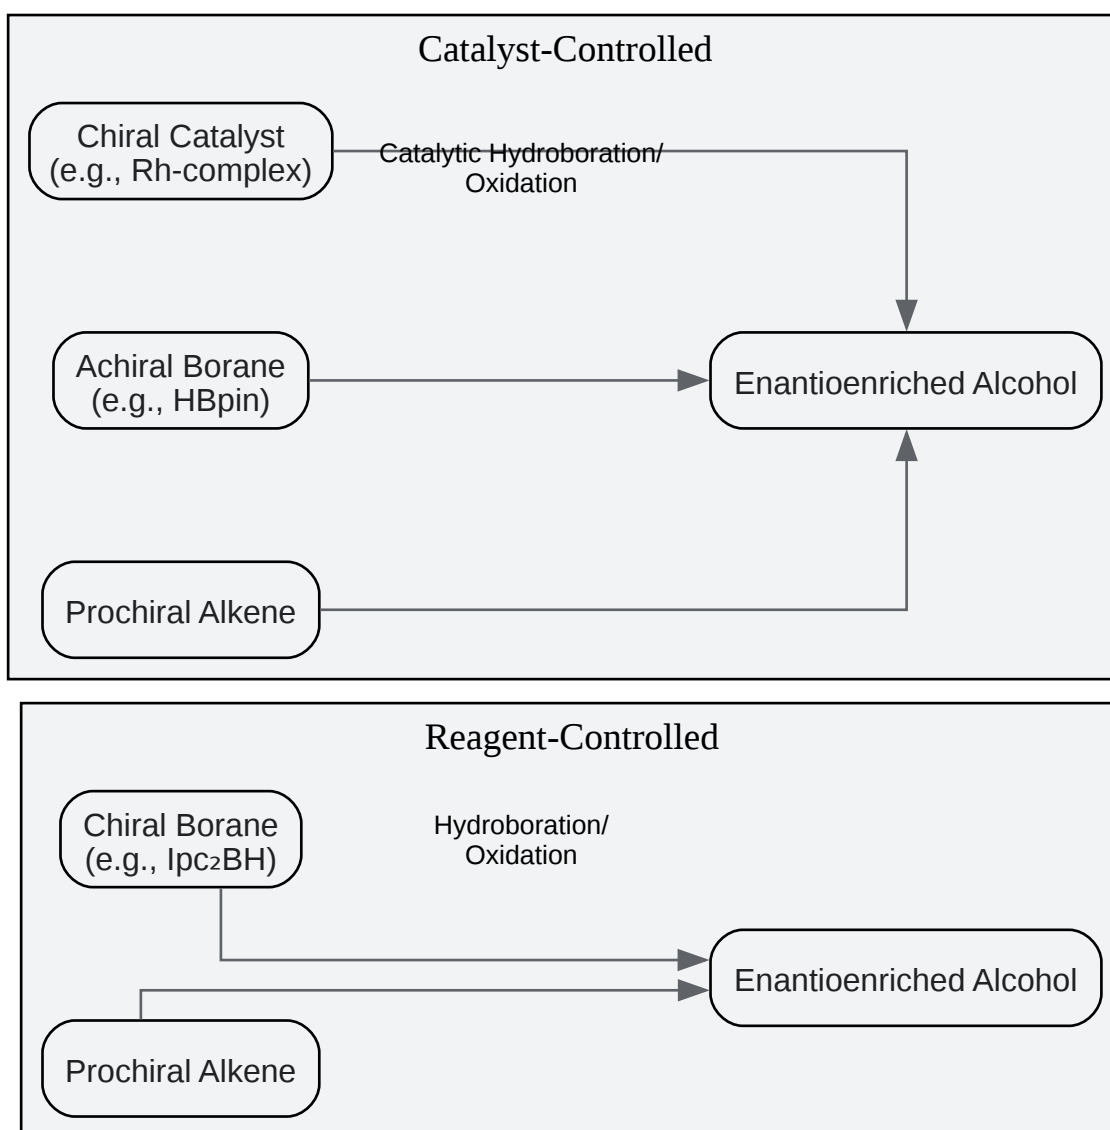 Catalyst-Controlled
Chiral Catalyst
(e.g., Rh-complex)
Catalytic Hydroboration/
Oxidation
Achiral Borane
(e.g., HBpin)
Enantioenriched Alcohol
Prochiral Alkene
Reagent-Controlled
Chiral Borane
(e.g., Ipc₂BH)
Hydroboration/
Oxidation
Enantioenriched Alcohol
Prochiral Alkene